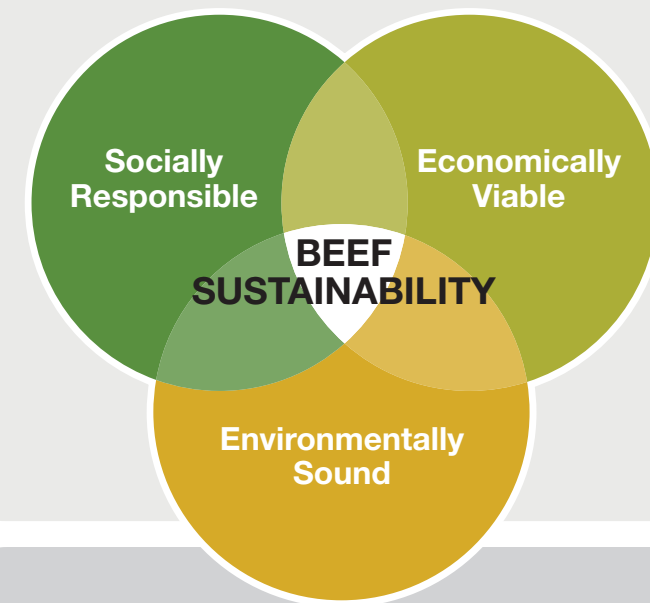 Socially
Responsible
Economically
Viable
BEEF
SUSTAINABILITY
Environmentally
Sound